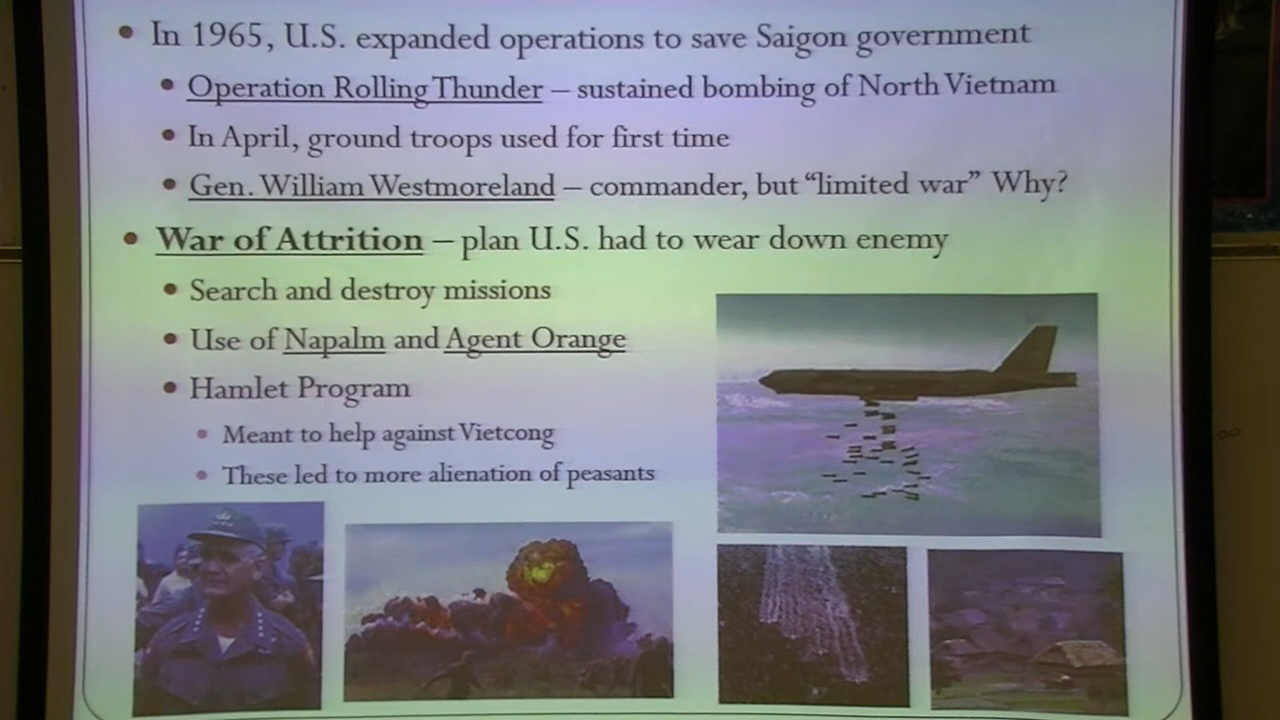 In 1965, U.S. expanded operations to save Saigon government
Operation Rolling Thunder – sustained bombing of North Vietnam
In April, ground troops used for first time
Gen. William Westmoreland – commander, but “limited war” Why?
War of Attrition – plan U.S. had to wear down enemy
Search and destroy missions
Use of Napalm and Agent Orange
Hamlet Program
Meant to help against Vietcong
These led to more alienation of peasants